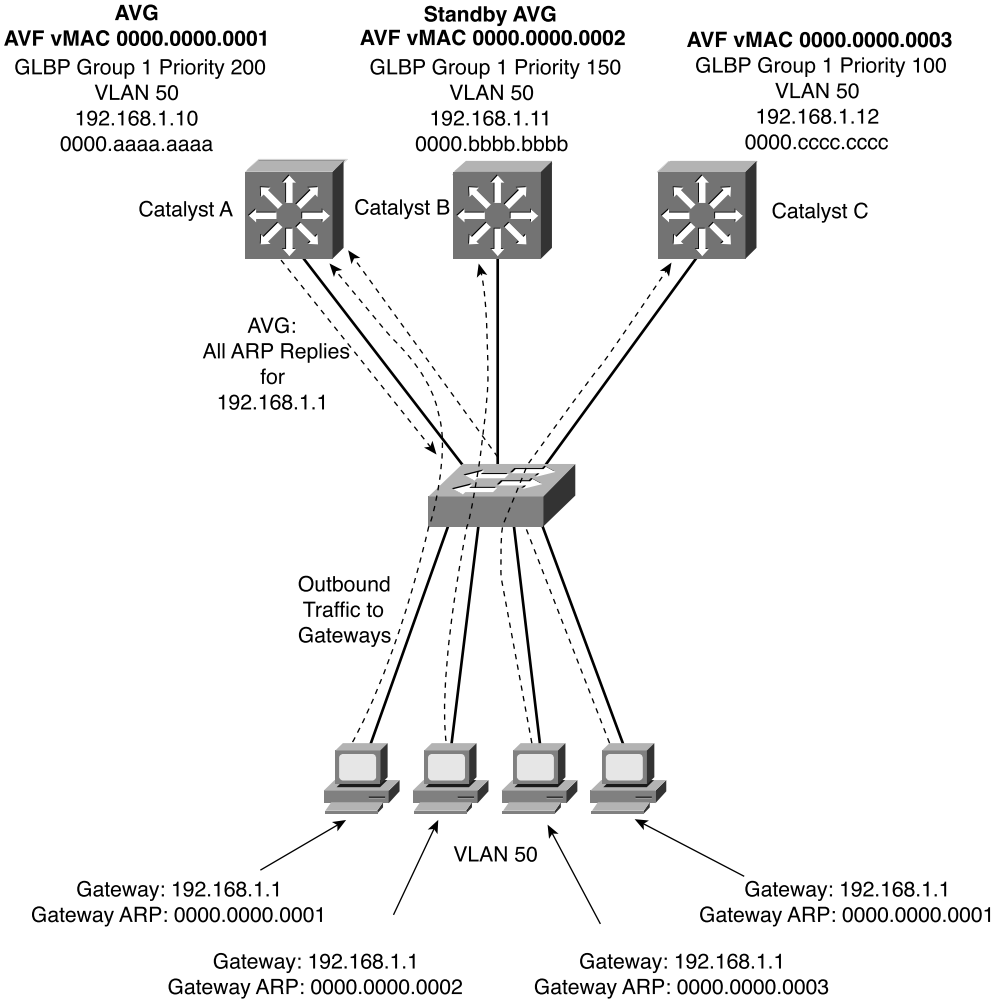 AVG
AVF vMAC 0000.0000.0001
GLBP Group 1 Priority 200
VLAN 50
192.168.1.10
0000.aaaa.aaaa
Standby AVG
AVF vMAC 0000.0000.0002
GLBP Group 1 Priority 150
VLAN 50
192.168.1.11
0000.bbbb.bbbb
AVF vMAC 0000.0000.0003
GLBP Group 1 Priority 100
VLAN 50
192.168.1.12
0000.cccc.cccc
Catalyst A
Catalyst B
Catalyst C
AVG:
All ARP Replies
for
192.168.1.1
Outbound
Traffic to
Gateways
VLAN 50
Gateway: 192.168.1.1
Gateway ARP: 0000.0000.0001
Gateway: 192.168.1.1
Gateway ARP: 0000.0000.0002
Gateway: 192.168.1.1
Gateway ARP: 0000.0000.0003
Gateway: 192.168.1.1
Gateway ARP: 0000.0000.0001